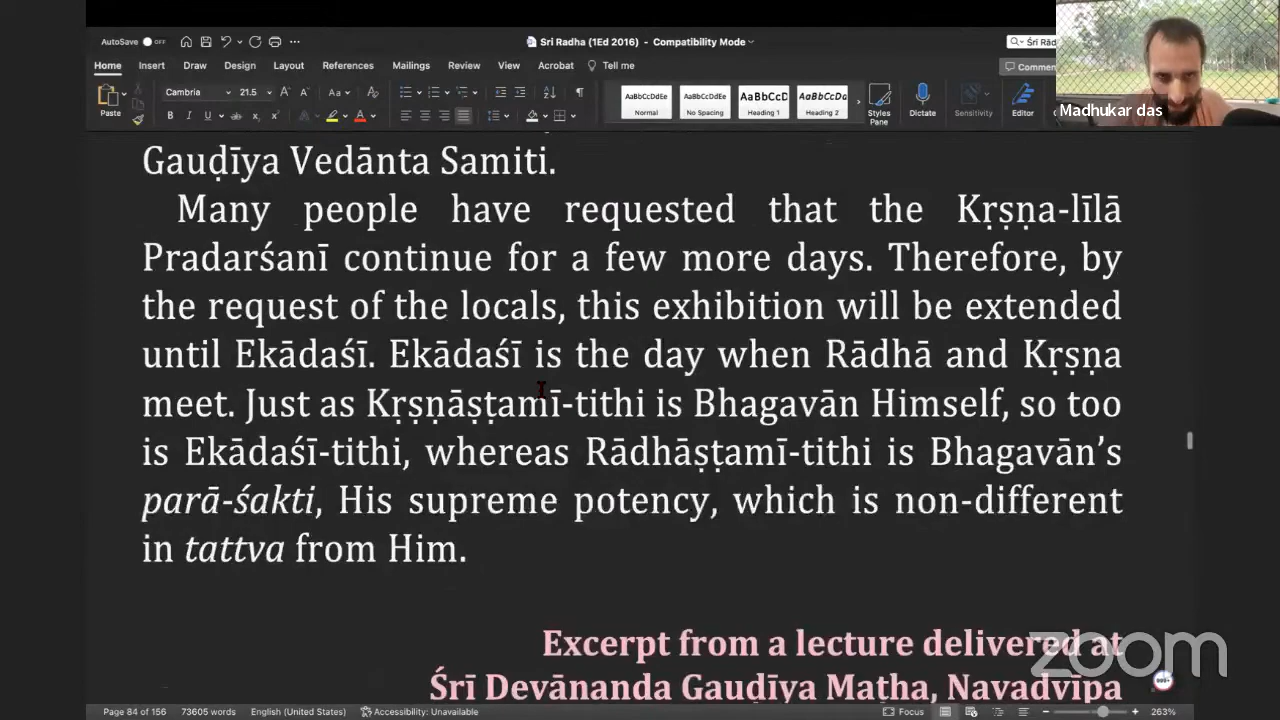 AutoSave OFF
Śri Radha (1Ed 2016) - Compatibility Mode
Home Insert Draw Design Layout References Mailings Review View Acrobat Tell me
Paste
Cambria 21.5
AaBbCcDdEe AaBbCcDdEe AaBbCcD AaBbCcDd
Normal No Spacing Heading 1 Heading 2
Styles Pane
Dictate
Sensitivity
Editor
Madhukar das
Gauḍīya Vedānta Samiti.
Many people have requested that the Kṛṣṇa-līlā
Pradarśanī continue for a few more days. Therefore, by
the request of the locals, this exhibition will be extended
until Ekādaśī. Ekādaśī is the day when Rādhā and Kṛṣṇa
meet. Just as Kṛṣṇāṣṭamī-tithi is Bhagavān Himself, so too
is Ekādaśī-tithi, whereas Rādhāṣṭamī-tithi is Bhagavān’s
parā-śakti, His supreme potency, which is non-different
in tattva from Him.
Excerpt from a lecture delivered at
Śrī Devānanda Gauḍīya Maṭha, Navadvīpa
zoom
Page 84 of 156 73605 words English (United States) Accessibility: Unavailable Focus 263%